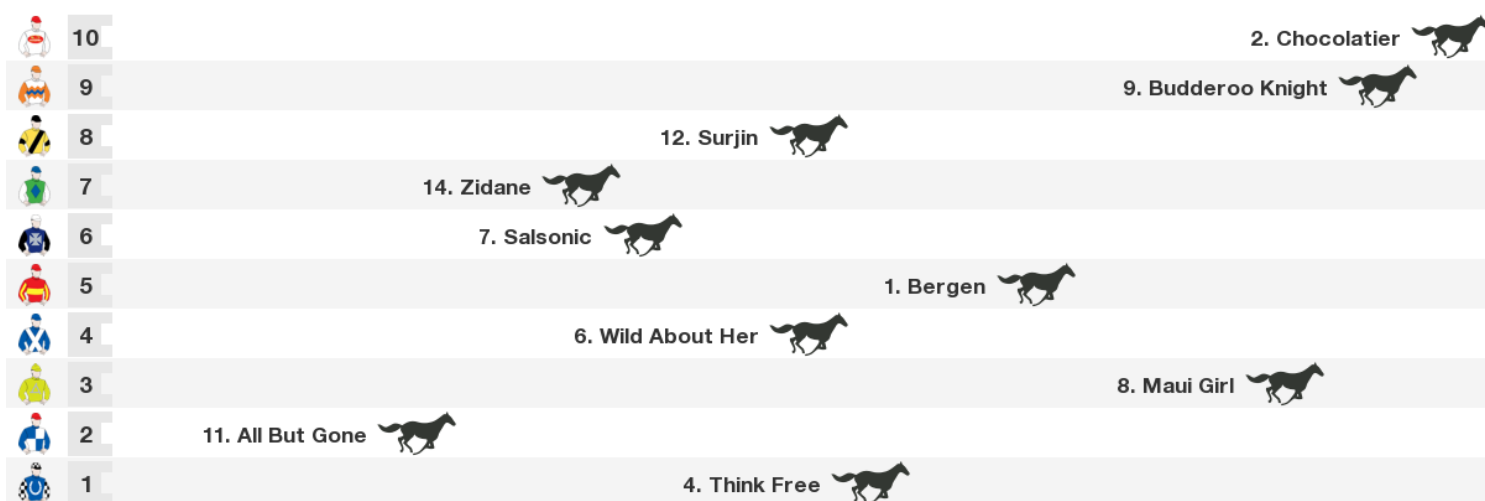 10 2. Chocolatier
9 9. Budderoo Knight
8 12. Surjin
7 14. Zidane
6 7. Salsonic
5 1. Bergen
4 6. Wild About Her
3 8. Maui Girl
2 11. All But Gone
1 4. Think Free